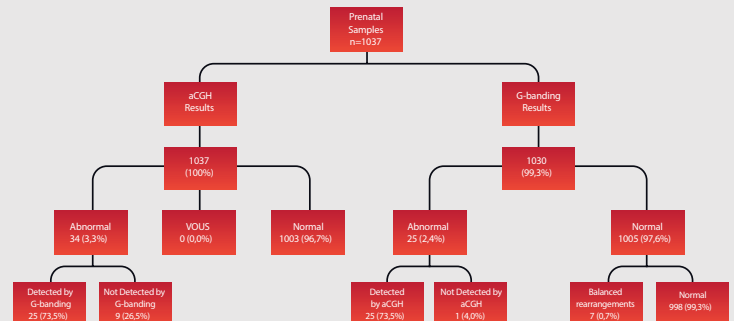 Prenatal
Samples
n=1037
aCGH
Results
G-banding
Results
1037
(100%)
1030
(99,3%)
Abnormal
34 (3,3%)
VOUS
0 (0,0%)
Normal
1003 (96,7%)
Abnormal
25 (2,4%)
Normal
1005 (97,6%)
Detected by
G-banding
25 (73,5%)
Not Detected by
G-banding
9 (26,5%)
Detected
by aCGH
25 (73,5%)
Not Detected by
aCGH
1 (4,0%)
Balanced
rearrangements
7 (0,7%)
Normal
998 (99,3%)